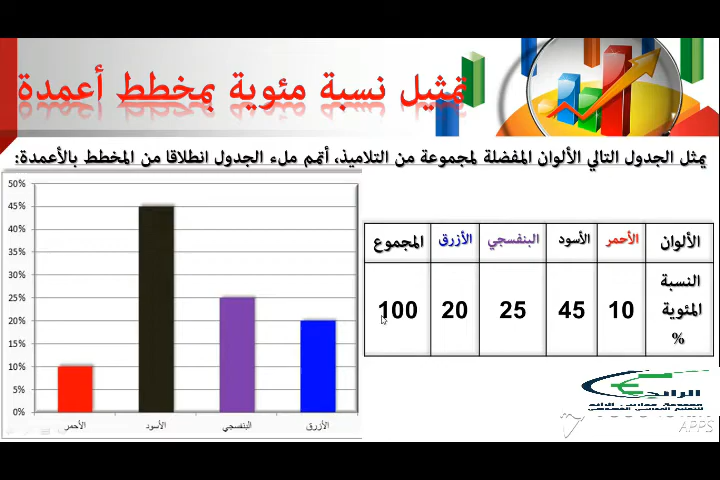 تمثيل نسبة مئوية بمخطط أعمدة
يمثل الجدول التالي الألوان المفضلة لمجموعة من التلاميذ، أتمم ملء الجدول انطلاقا من المخطط بالأعمدة:
50%
45%
40%
35%
30%
25%
20%
15%
10%
5%
0%
الأحمر
الأسود
البنفسجي
الأزرق
الألوان الأحمر الأسود البنفسجي الأزرق المجموع
النسبة المئوية % 10 45 25 20 100
الرائد
APPS